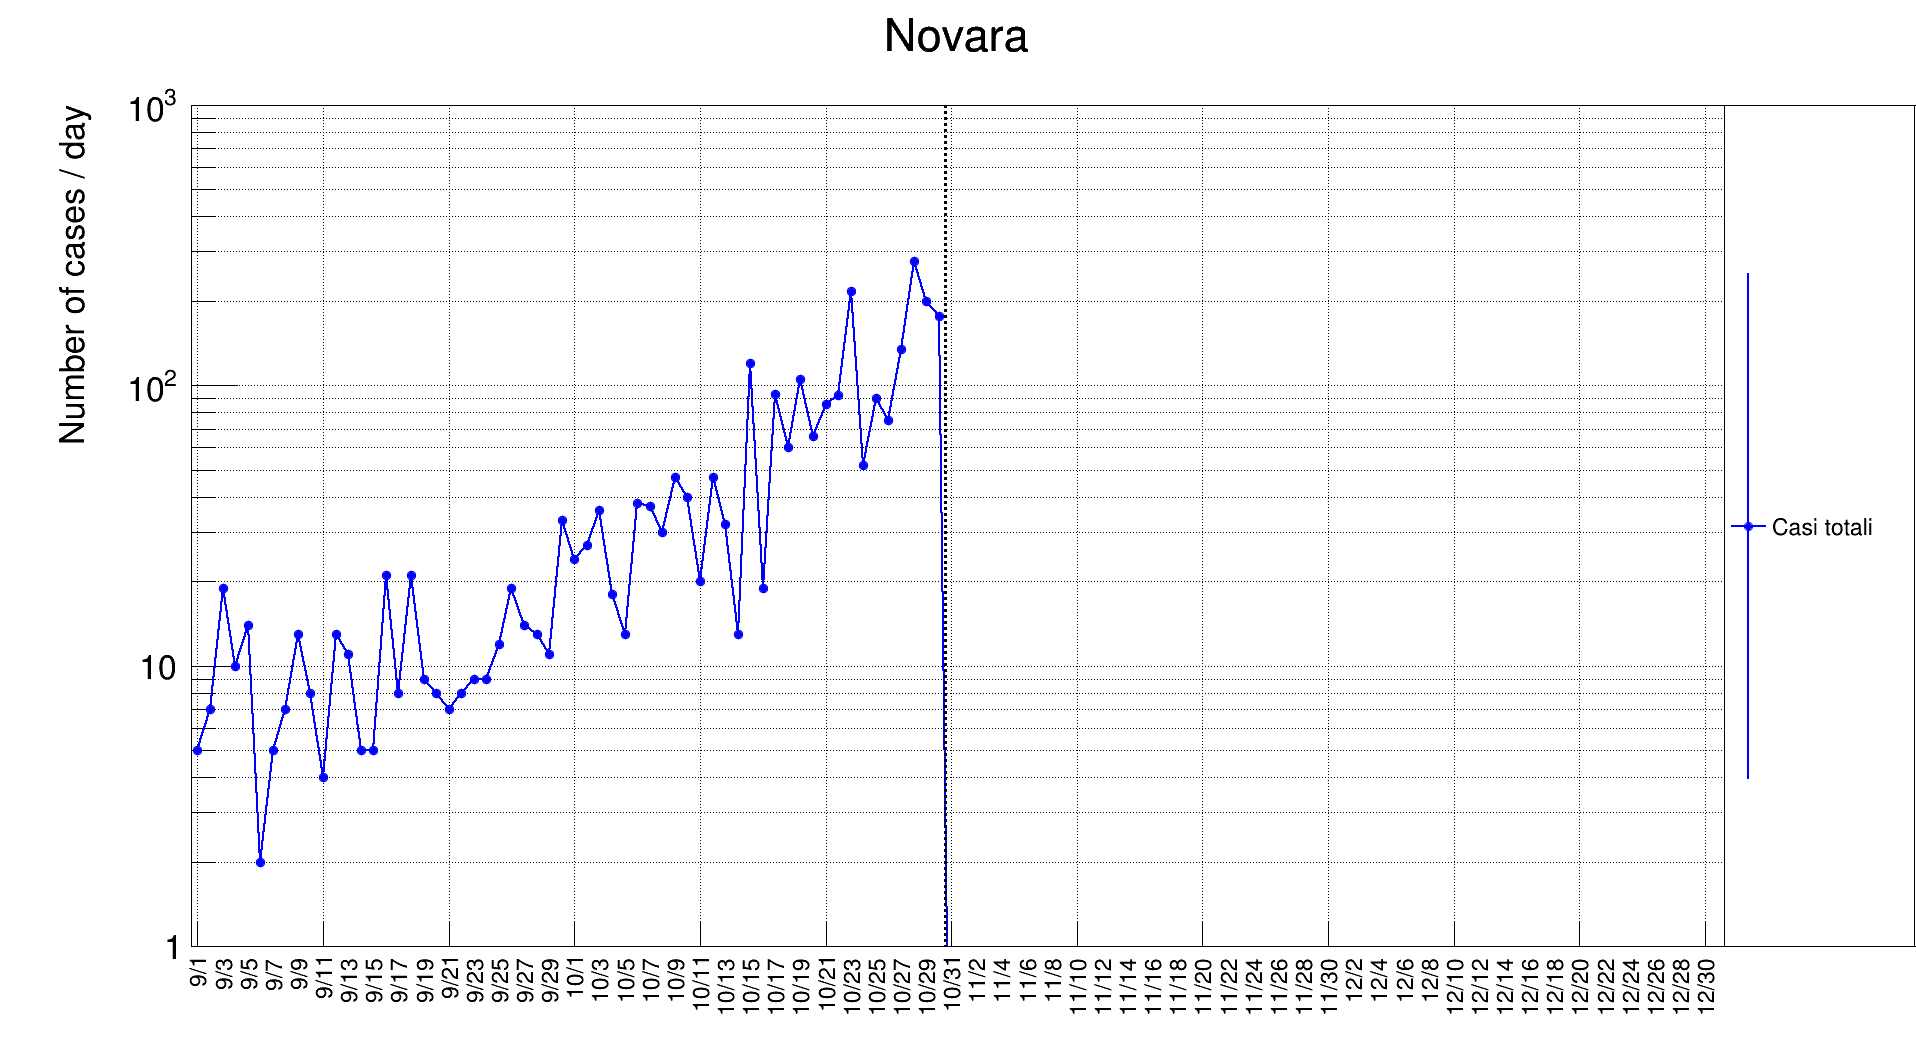 Novara
Number of cases / day
10³
10²
10
1
9/1 9/3 9/5 9/7 9/9 9/11 9/13 9/15 9/17 9/19 9/21 9/23 9/25 9/27 9/29 10/1 10/3 10/5 10/7 10/9 10/11 10/13 10/15 10/17 10/19 10/21 10/23 10/25 10/27 10/29 10/31 11/2 11/4 11/6 11/8 11/10 11/12 11/14 11/16 11/18 11/20 11/22 11/24 11/26 11/28 11/30 12/2 12/4 12/6 12/8 12/10 12/12 12/14 12/16 12/18 12/20 12/22 12/24 12/26 12/28 12/30
Casi totali